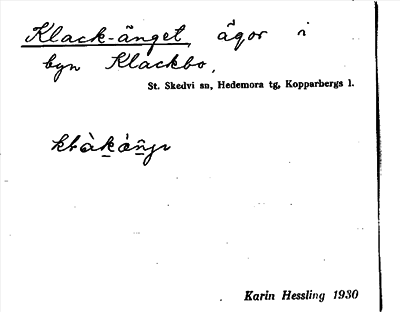 Klack-änget, ägor i
byn Klackbo,
St. Skedvi sn, Hedemora tg, Kopparbergs l.
Karin Hessling 1930